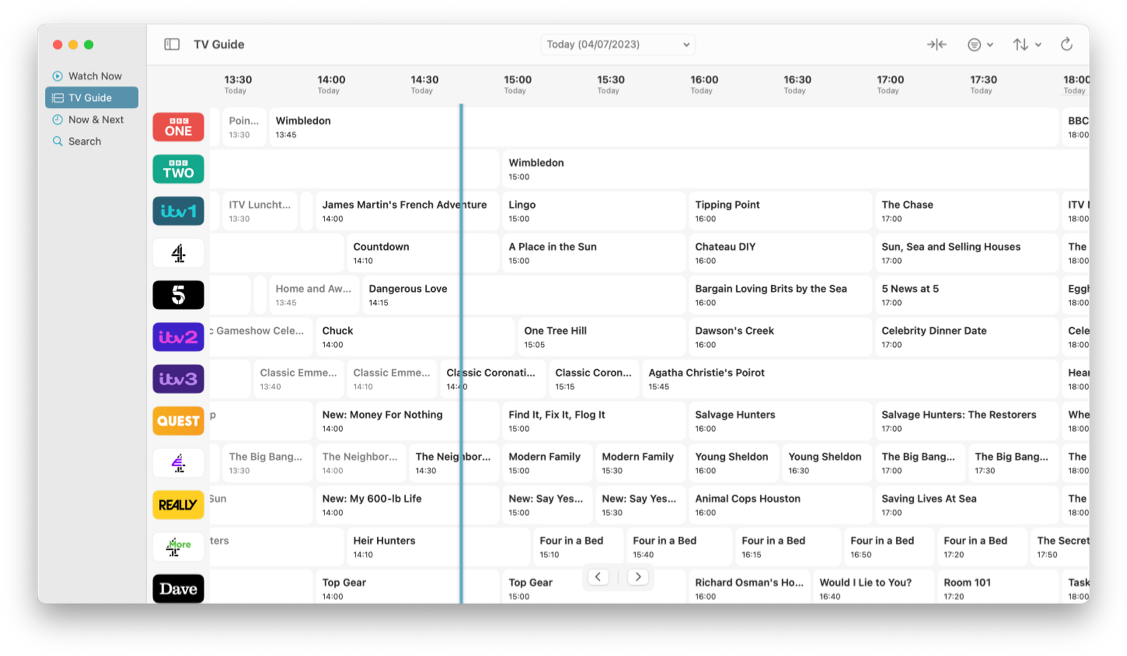 TV Guide
Today (04/07/2023)
Watch Now
TV Guide
Now & Next
Search
13:30 14:00 14:30 15:00 15:30 16:00 16:30 17:00 17:30 18:00
Today Today Today Today Today Today Today Today Today Today
BBC ONE
Poin... Wimbledon BBC
13:30 13:45 18:00
BBC TWO
Wimbledon
15:00
itv1
ITV Luncht... James Martin's French Adventure Lingo Tipping Point The Chase ITV
13:30 14:00 15:00 16:00 17:00 18:00
4
Countdown A Place in the Sun Chateau DIY Sun, Sea and Selling Houses The
14:10 15:00 16:00 17:00 18:00
5
Home and Aw... Dangerous Love Bargain Loving Brits by the Sea 5 News at 5 Eggh
13:45 14:15 16:00 17:00 18:00
itv2
c Gameshow Cele... Chuck One Tree Hill Dawson's Creek Celebrity Dinner Date Cele
14:00 15:05 16:00 17:00 18:00
itv3
Classic Emme... Classic Emme... Classic Coronati... Classic Coron... Agatha Christie's Poirot Hear
13:40 14:10 14:40 15:15 15:45 18:00
QUEST
p New: Money For Nothing Find It, Fix It, Flog It Salvage Hunters Salvage Hunters: The Restorers Whe
14:00 15:00 16:00 17:00 18:00
4
The Big Bang... The Neighbor... The Neighbor... Modern Family Modern Family Young Sheldon Young Sheldon The Big Bang... The Big Bang... The
13:30 14:00 14:30 15:00 15:30 16:00 16:30 17:00 17:30 18:00
REALLY
Sun New: My 600-lb Life New: Say Yes... New: Say Yes... Animal Cops Houston Saving Lives At Sea The
14:00 15:00 15:30 16:00 17:00 18:00
4 More
ters Heir Hunters Four in a Bed Four in a Bed Four in a Bed Four in a Bed Four in a Bed The Secret
14:10 15:10 15:40 16:15 16:50 17:20 17:50
Dave
Top Gear Top Gear Richard Osman's Ho... Would I Lie to You? Room 101 Task
14:00 15:00 16:00 16:40 17:20 18:00